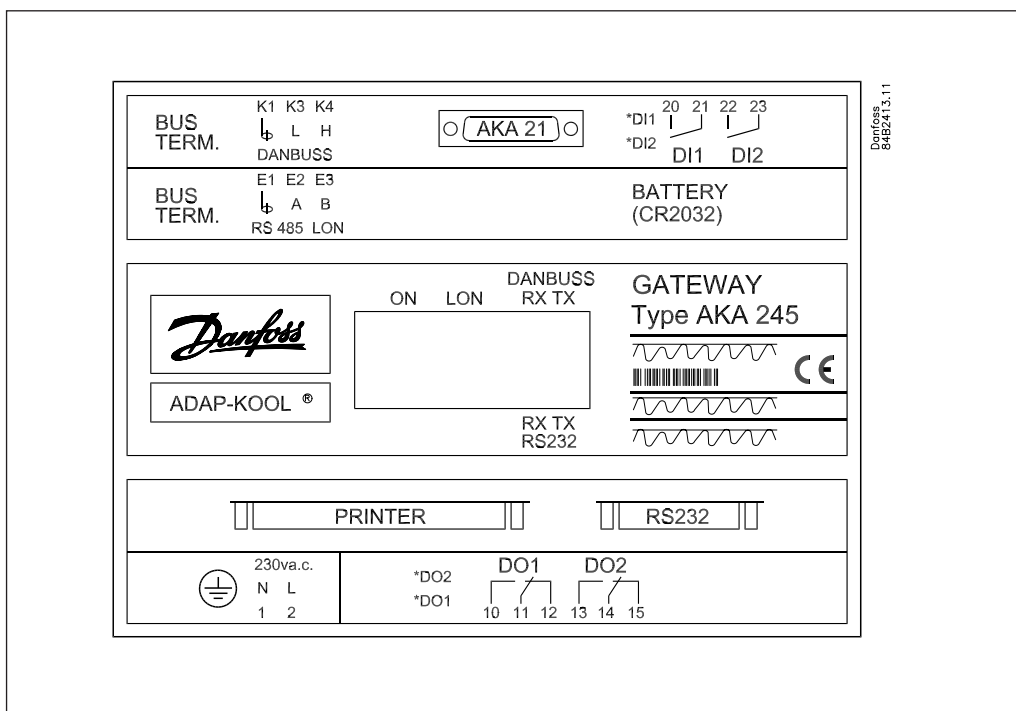 BUS TERM.
K1 K3 K4
L H
DANBUSS
AKA 21
*DI1
*DI2
20 21 22 23
DI1 DI2
Danfoss
84B2413.11
BUS TERM.
E1 E2 E3
A B
RS 485 LON
BATTERY
(CR2032)
Danfoss
ADAP-KOOL ®
ON LON
DANBUSS
RX TX
RX TX
RS232
GATEWAY
Type AKA 245
CE
PRINTER
RS232
230va.c.
N L
1 2
*DO2
*DO1
DO1 DO2
10 11 12 13 14 15